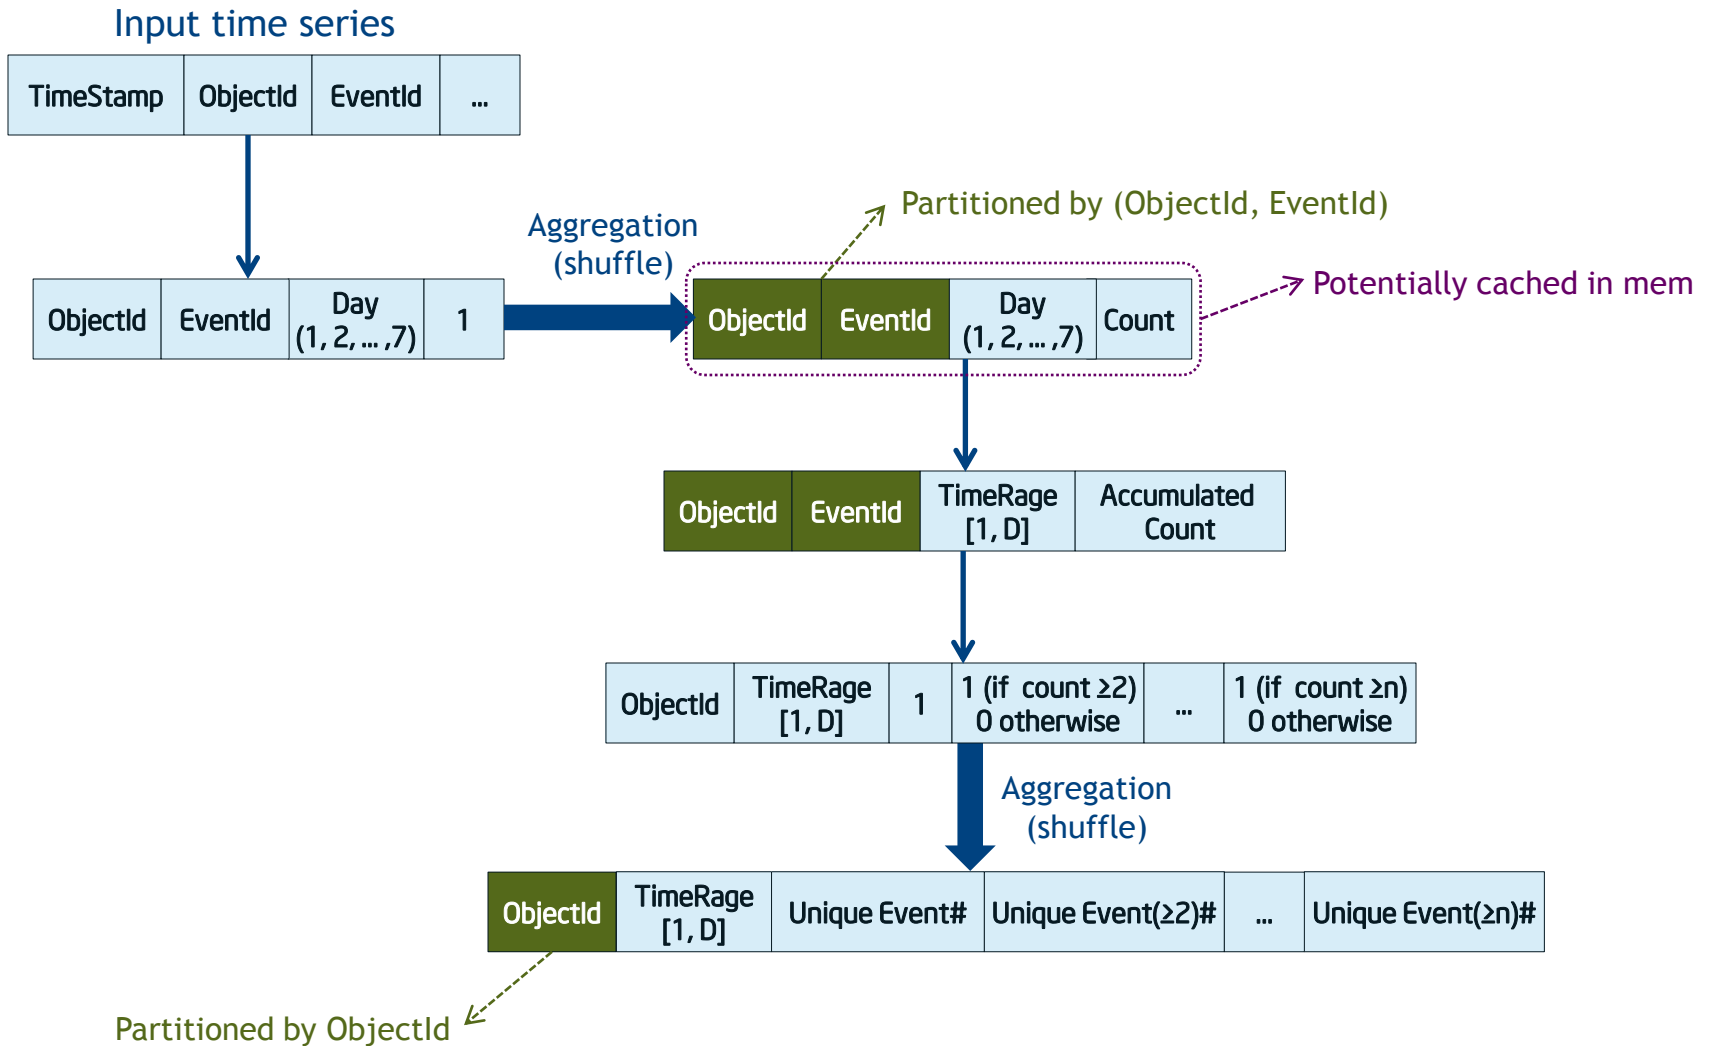 Input time series
TimeStamp ObjectId EventId ...
Partitioned by (ObjectId, EventId)
Aggregation
(shuffle)
Potentially cached in mem
ObjectId EventId Day
(1, 2, ... ,7) 1
ObjectId EventId Day
(1, 2, ... ,7) Count
ObjectId EventId TimeRage
[1, D] Accumulated
Count
ObjectId TimeRage
[1, D] 1 1 (if count ≥2)
0 otherwise ... 1 (if count ≥n)
0 otherwise
Aggregation
(shuffle)
ObjectId TimeRage
[1, D] Unique Event# Unique Event(≥2)# ... Unique Event(≥n)#
Partitioned by ObjectId